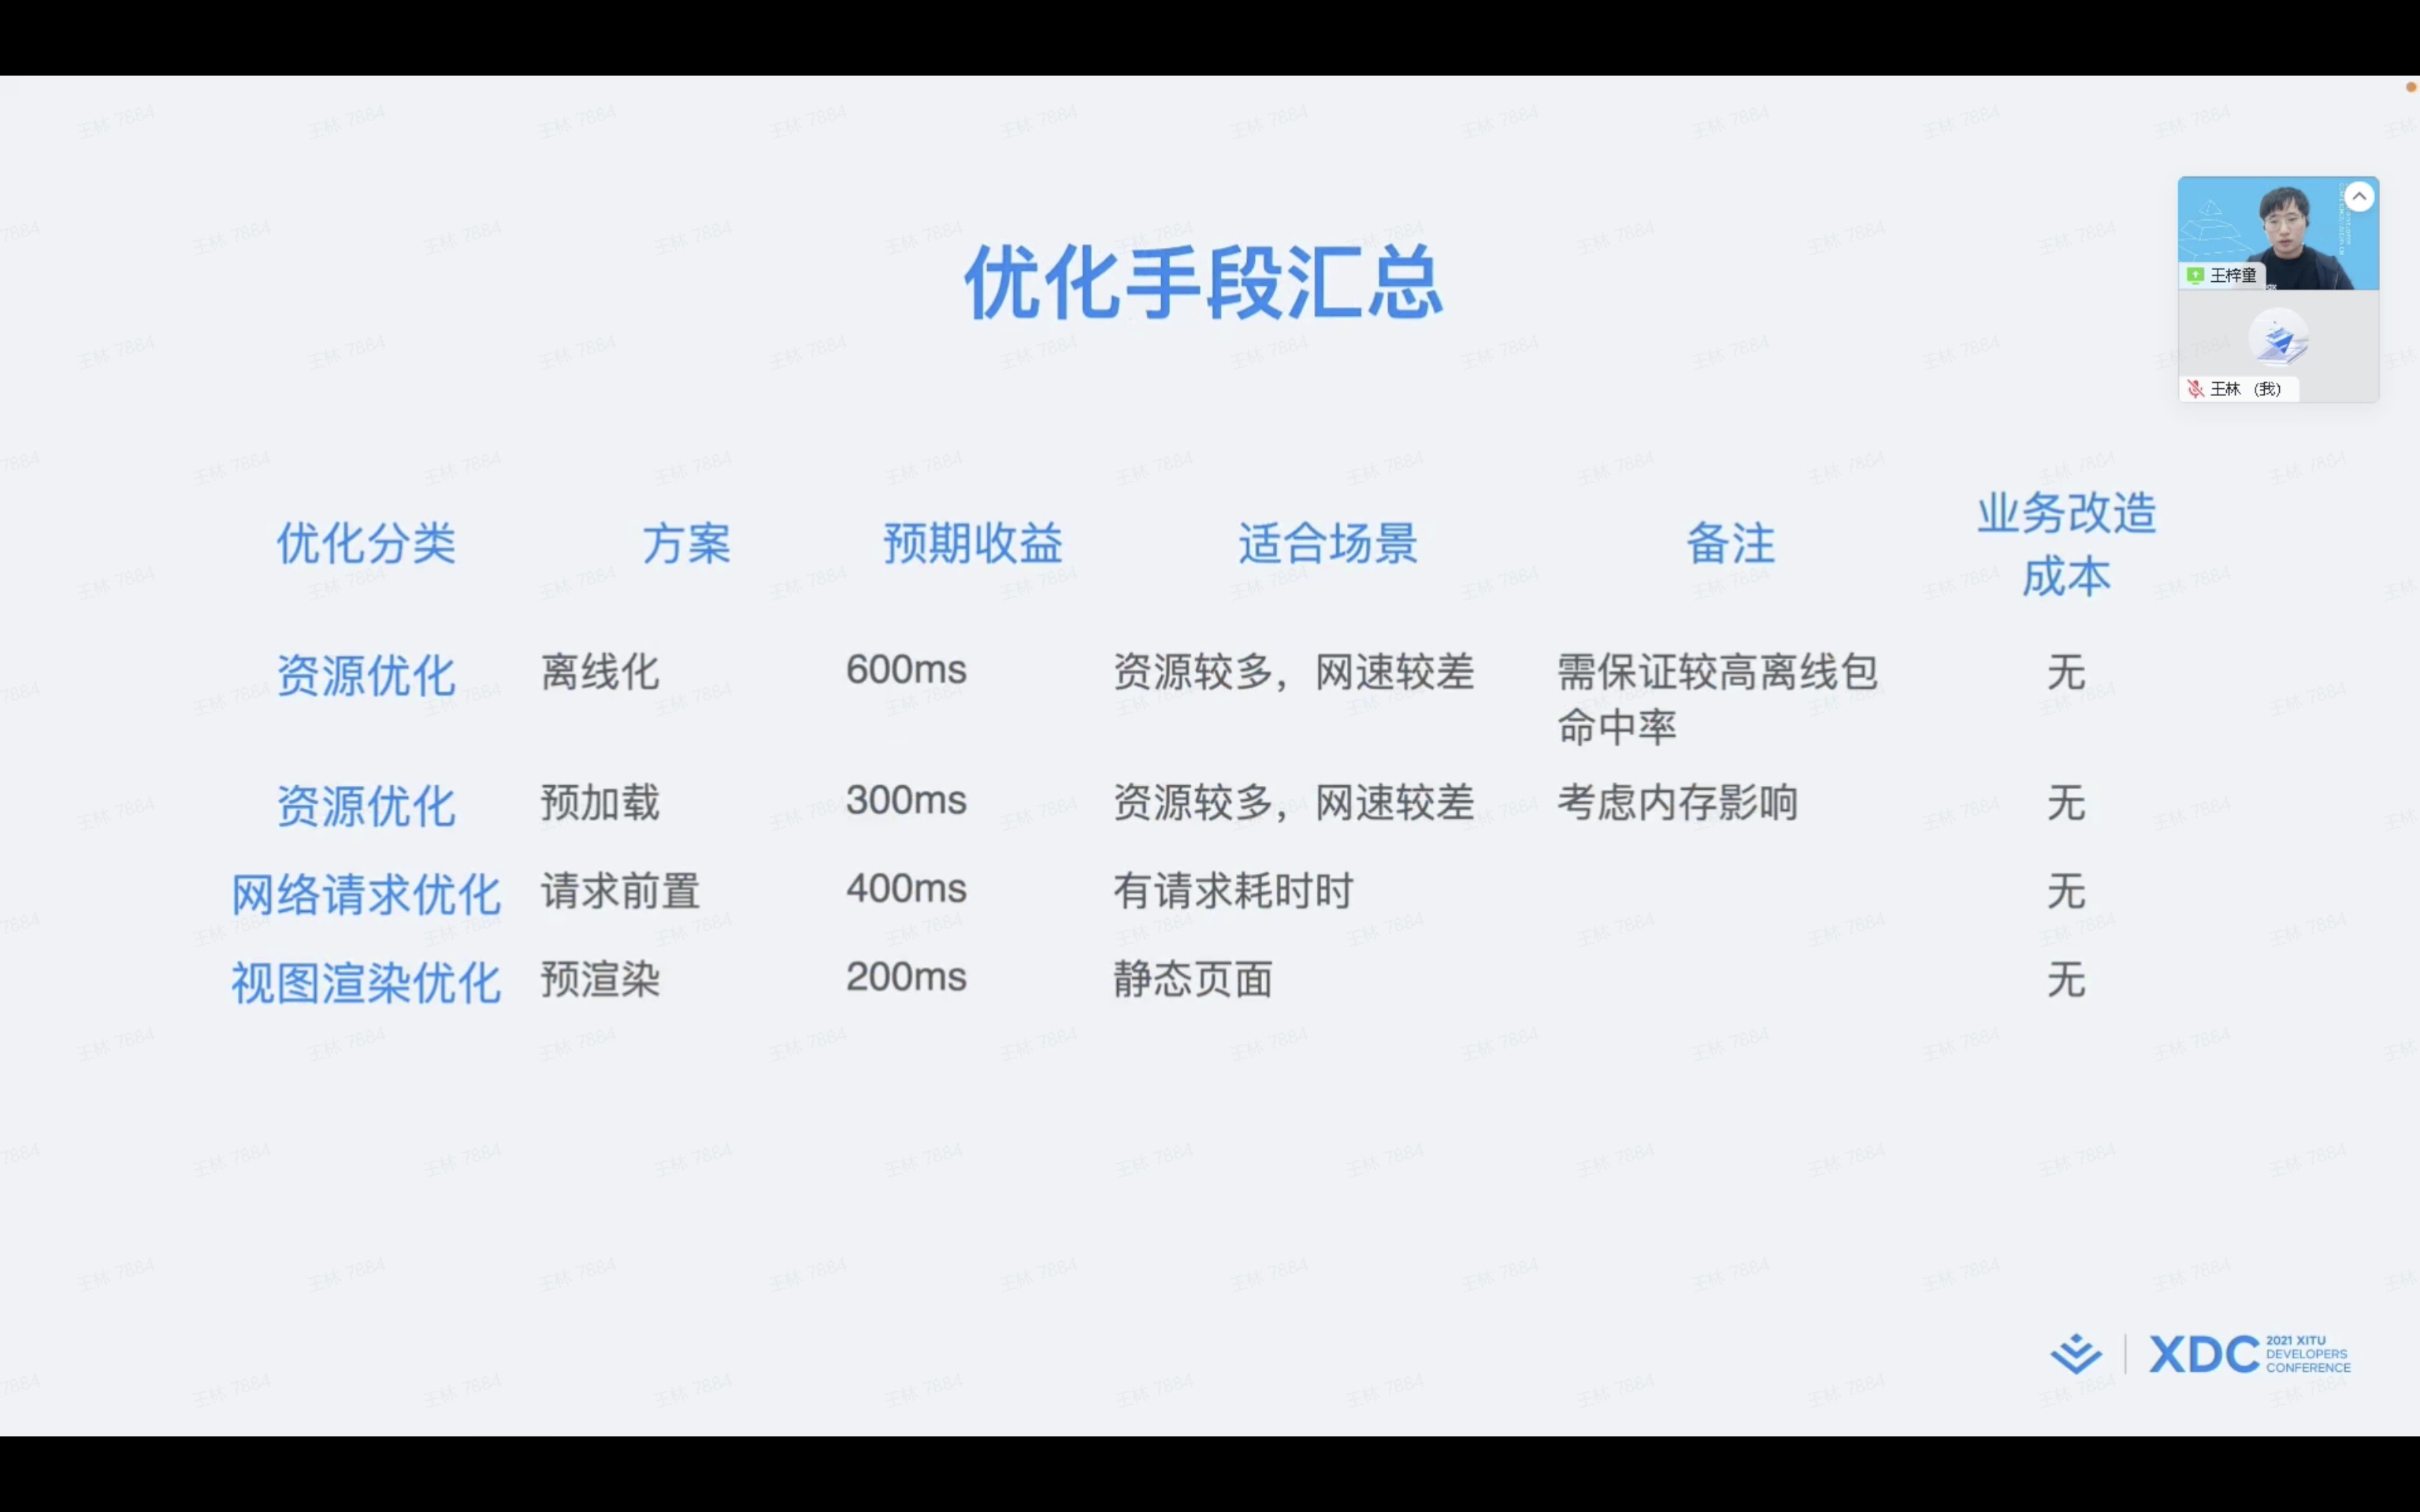 优化手段汇总
王梓童
王林 (我)
优化分类 方案 预期收益 适合场景 备注 业务改造成本
资源优化 离线化 600ms 资源较多，网速较差 需保证较高离线包命中率 无
资源优化 预加载 300ms 资源较多，网速较差 考虑内存影响 无
网络请求优化 请求前置 400ms 有请求耗时时 无
视图渲染优化 预渲染 200ms 静态页面 无
XDC
2021 XITU
DEVELOPERS
CONFERENCE
王林 7884